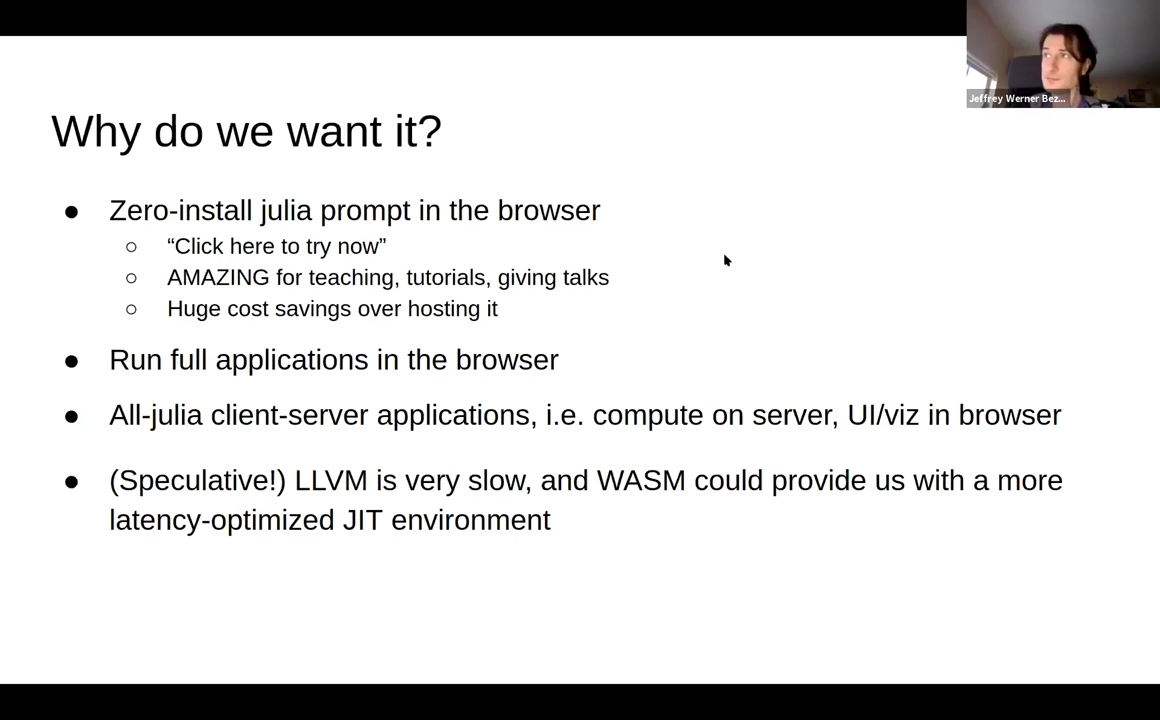 Jeffrey Werner Bez...
Why do we want it?
● Zero-install julia prompt in the browser
○ “Click here to try now”
○ AMAZING for teaching, tutorials, giving talks
○ Huge cost savings over hosting it
● Run full applications in the browser
● All-julia client-server applications, i.e. compute on server, UI/viz in browser
● (Speculative!) LLVM is very slow, and WASM could provide us with a more
latency-optimized JIT environment